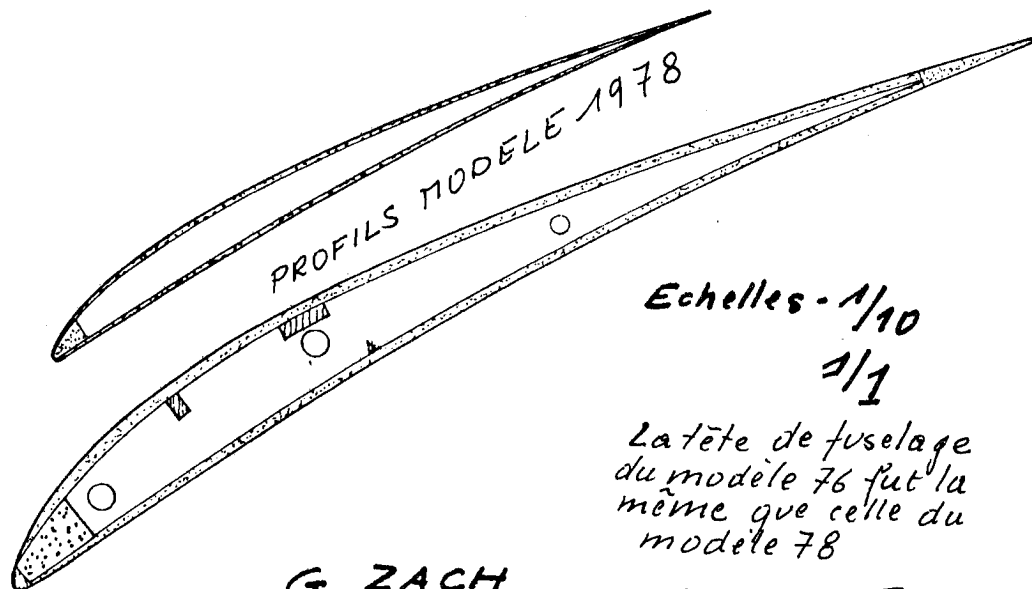 PROFILS MODELE 1978
Echelles - 1/10
1/1
La tête de fuselage
du modèle 76 fut la
même que celle du
modèle 78
G ZACH